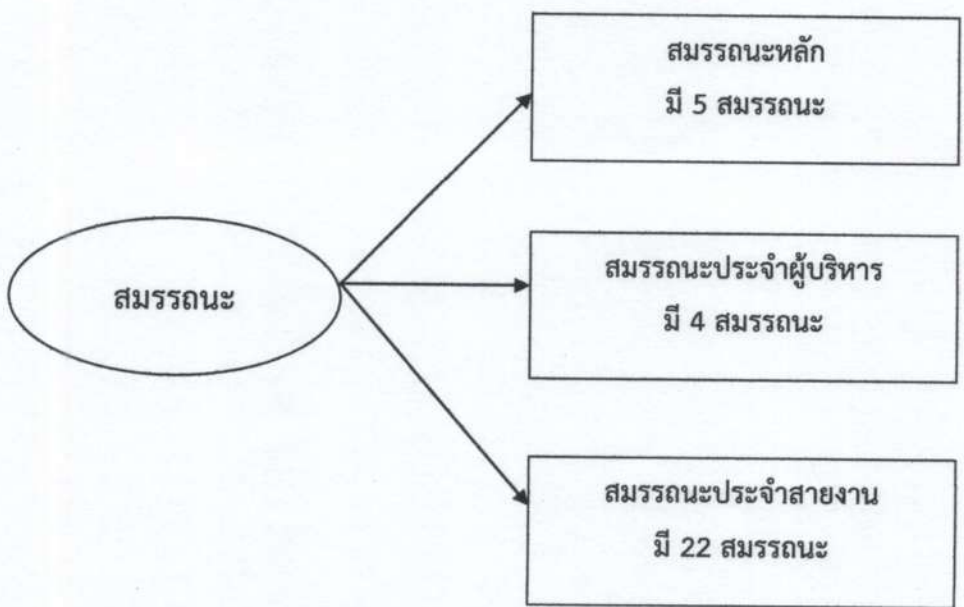 สมรรถนะหลัก
มี 5 สมรรถนะ
สมรรถนะ
สมรรถนะประจำผู้บริหาร
มี 4 สมรรถนะ
สมรรถนะประจำสายงาน
มี 22 สมรรถนะ